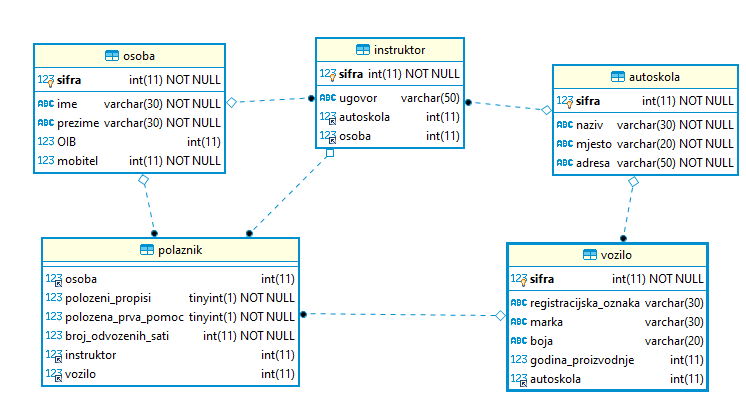 osoba
123 sifra int(11) NOT NULL
ABC ime varchar(30) NOT NULL
ABC prezime varchar(30) NOT NULL
123 OIB int(11)
123 mobitel int(11) NOT NULL
instruktor
123 sifra int(11) NOT NULL
ABC ugovor varchar(50)
123 autoskola int(11)
123 osoba int(11)
autoskola
123 sifra int(11) NOT NULL
ABC naziv varchar(30) NOT NULL
ABC mjesto varchar(20) NOT NULL
ABC adresa varchar(50) NOT NULL
polaznik
123 osoba int(11)
123 polozeni_propisi tinyint(1) NOT NULL
123 polozena_prva_pomoc tinyint(1) NOT NULL
123 broj_odvozenih_sati int(11) NOT NULL
123 instruktor int(11)
123 vozilo int(11)
vozilo
123 sifra int(11) NOT NULL
ABC registracijska_oznaka varchar(30)
ABC marka varchar(30)
ABC boja varchar(20)
123 godina_proizvodnje int(11)
123 autoskola int(11)